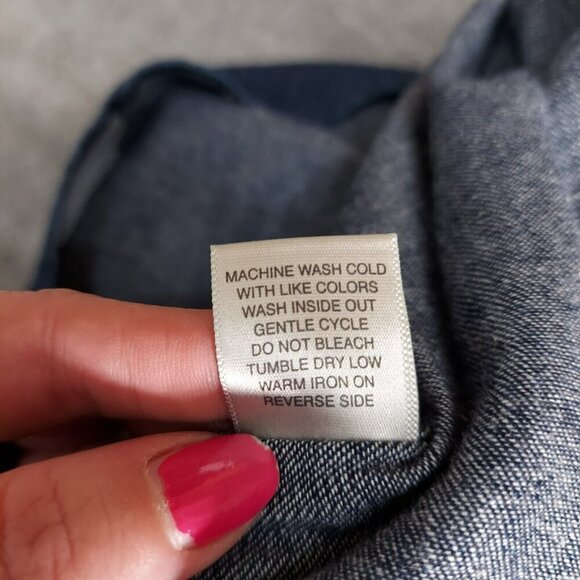 MACHINE WASH COLD
WITH LIKE COLORS
WASH INSIDE OUT
GENTLE CYCLE
DO NOT BLEACH
TUMBLE DRY LOW
WARM IRON ON
REVERSE SIDE